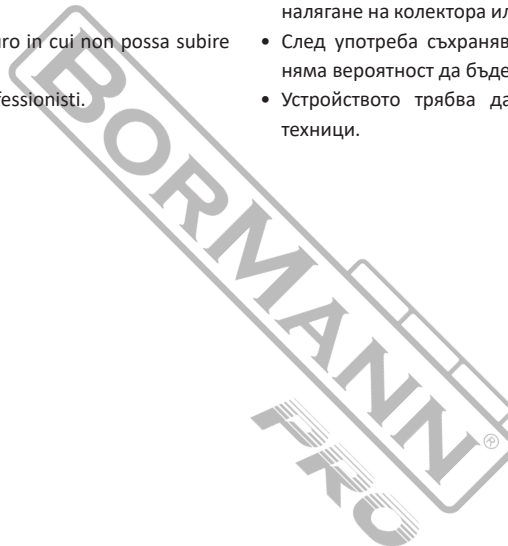 uro in cui non possa subire
fessionisti.
налягане на колектора ил
• След употреба съхраняв
няма вероятност да бъде
• Устройството трябва да
техници.
BORMANN®
PRO